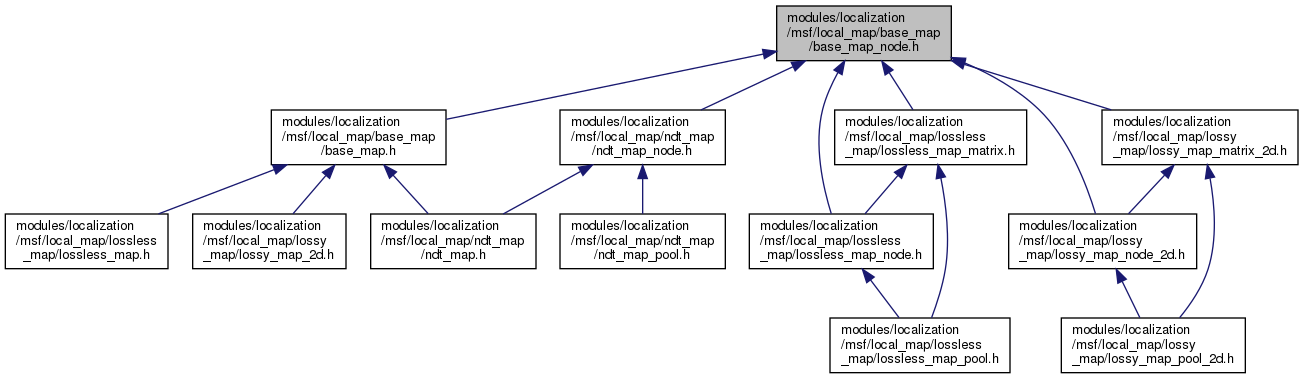 modules/localization
/msf/local_map/base_map
/base_map_node.h
modules/localization
/msf/local_map/base_map
/base_map.h
modules/localization
/msf/local_map/ndt_map
/ndt_map_node.h
modules/localization
/msf/local_map/lossless
_map/lossless_map_matrix.h
modules/localization
/msf/local_map/lossy
_map/lossy_map_matrix_2d.h
modules/localization
/msf/local_map/lossless
_map/lossless_map.h
modules/localization
/msf/local_map/lossy
_map/lossy_map_2d.h
modules/localization
/msf/local_map/ndt_map
/ndt_map.h
modules/localization
/msf/local_map/ndt_map
/ndt_map_pool.h
modules/localization
/msf/local_map/lossless
_map/lossless_map_node.h
modules/localization
/msf/local_map/lossy
_map/lossy_map_node_2d.h
modules/localization
/msf/local_map/lossless
_map/lossless_map_pool.h
modules/localization
/msf/local_map/lossy
_map/lossy_map_pool_2d.h